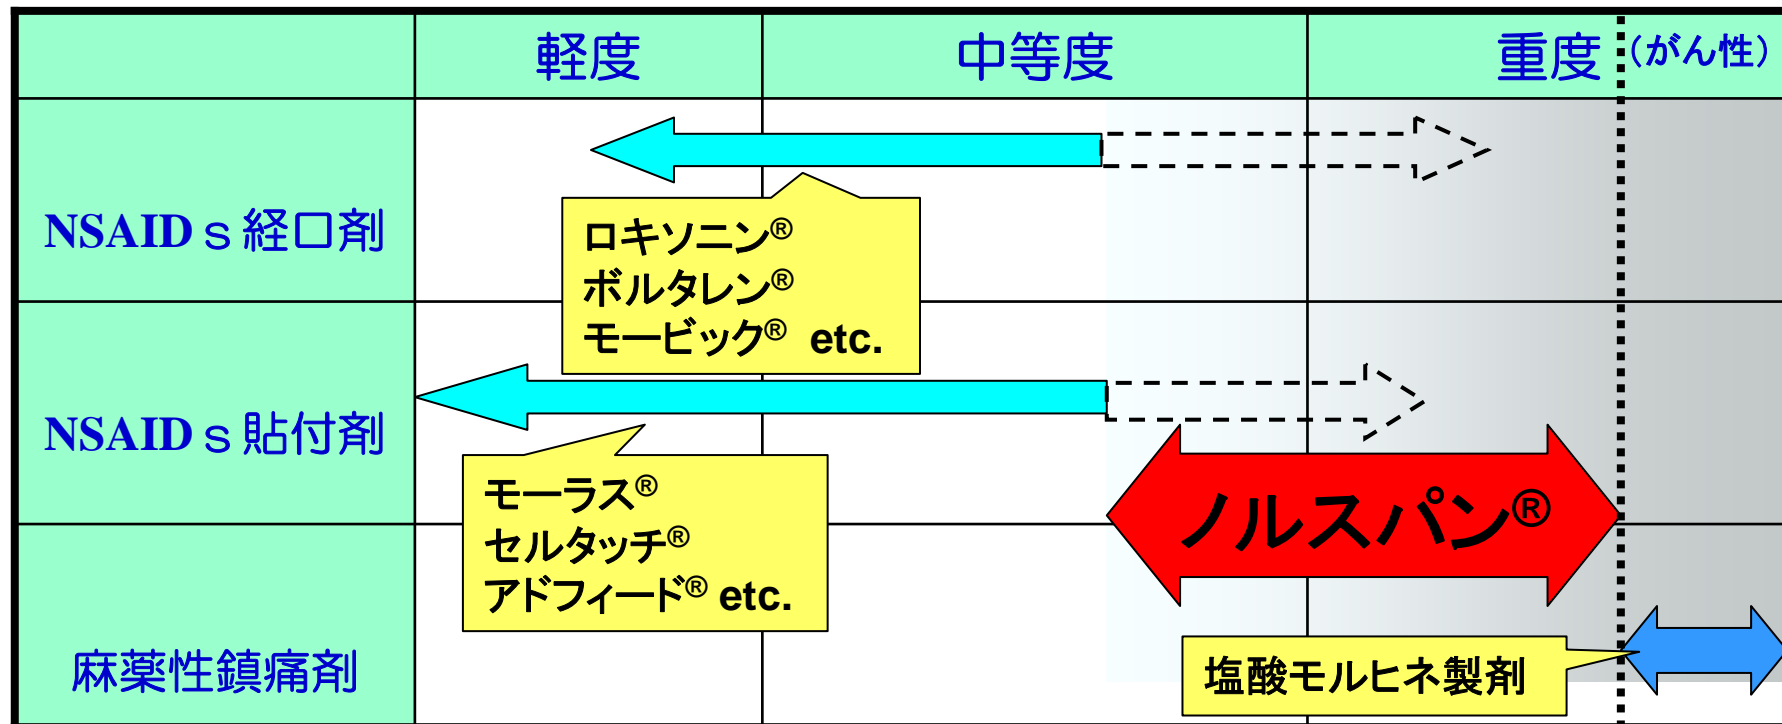 軽度 中等度 重度 (がん性)
NSAIDs経口剤
ロキソニン®
ボルタレン®
モービック® etc.
NSAIDs貼付剤
モーラス®
セルタッチ®
アドフィード® etc.
ノルスパン®
麻薬性鎮痛剤
塩酸モルヒネ製剤